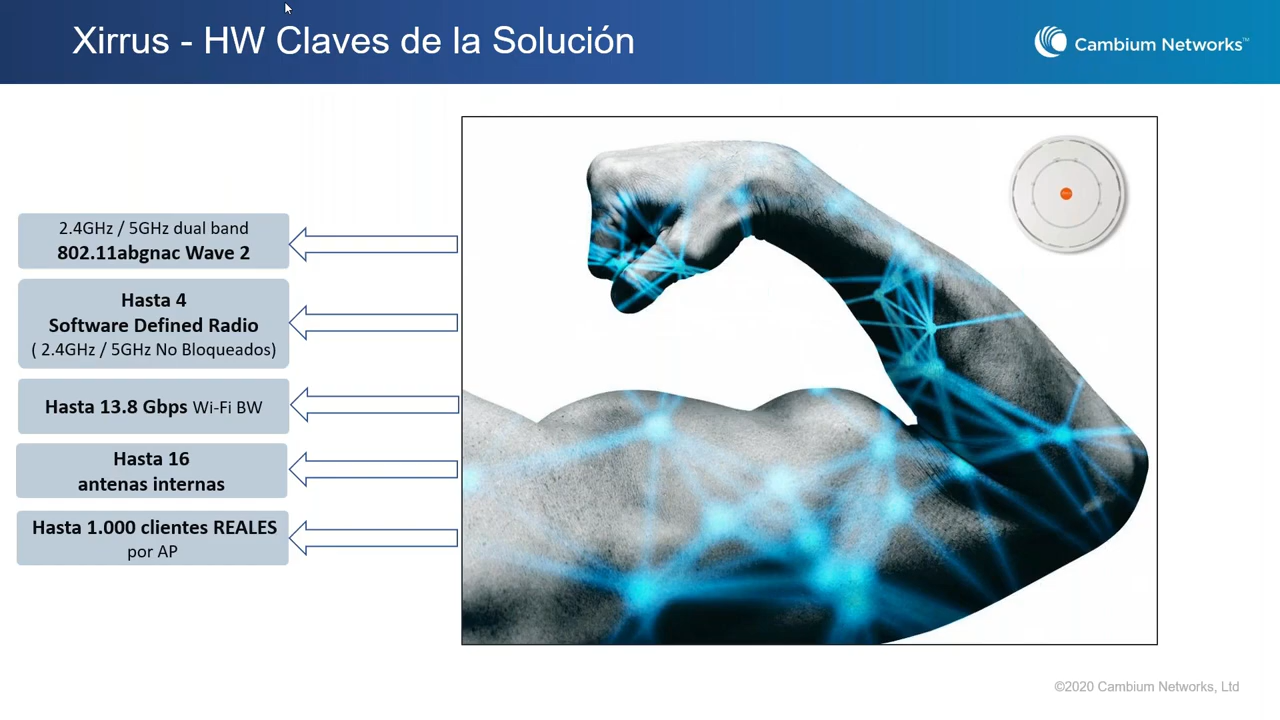 Xirrus - HW Claves de la Solución
Cambium Networks™
2.4GHz / 5GHz dual band
802.11abgnac Wave 2
Hasta 4
Software Defined Radio
( 2.4GHz / 5GHz No Bloqueados)
Hasta 13.8 Gbps Wi-Fi BW
Hasta 16
antenas internas
Hasta 1.000 clientes REALES
por AP
©2020 Cambium Networks, Ltd